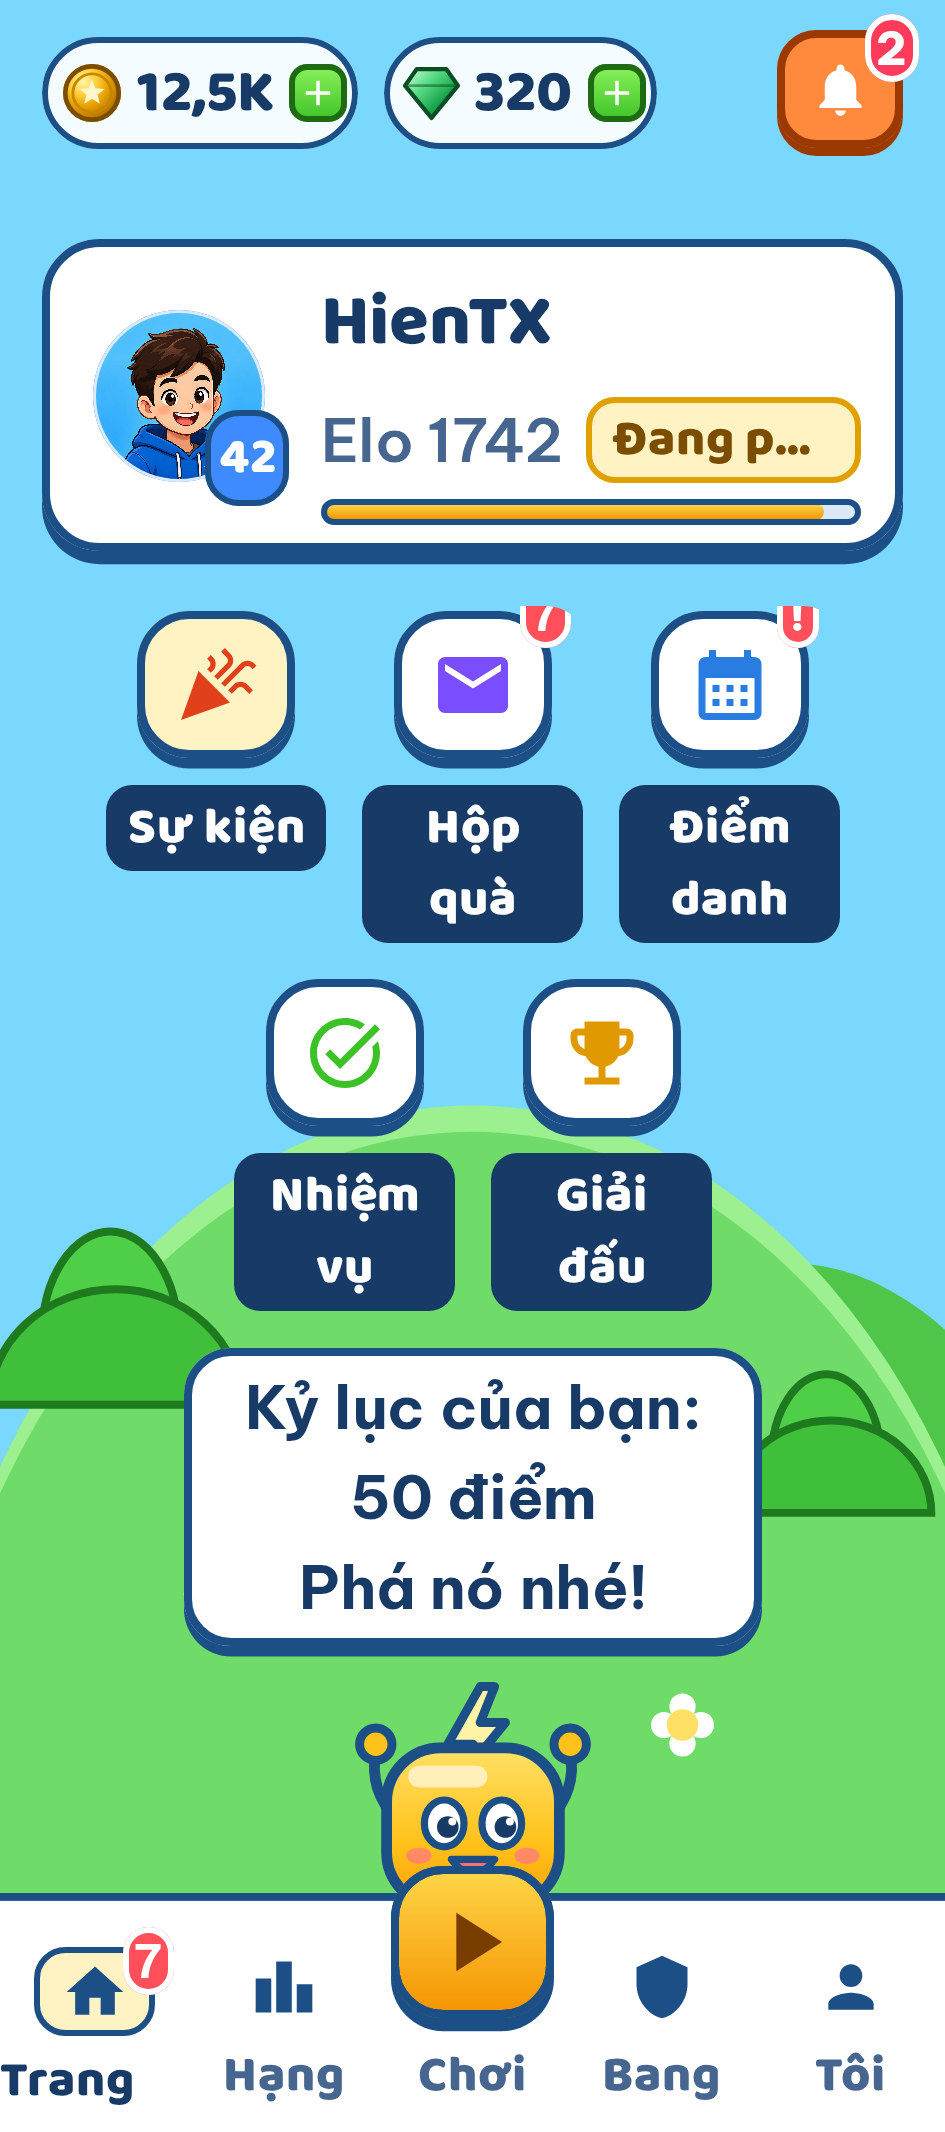 12,5K
320
2
HienTX
42
Elo 1742
Đang p...
7
!
Sự kiện
Hộp
quà
Điểm
danh
Nhiệm
vụ
Giải
đấu
Kỷ lục của bạn:
50 điểm
Phá nó nhé!
7
Trang
Hạng
Chơi
Bang
Tôi